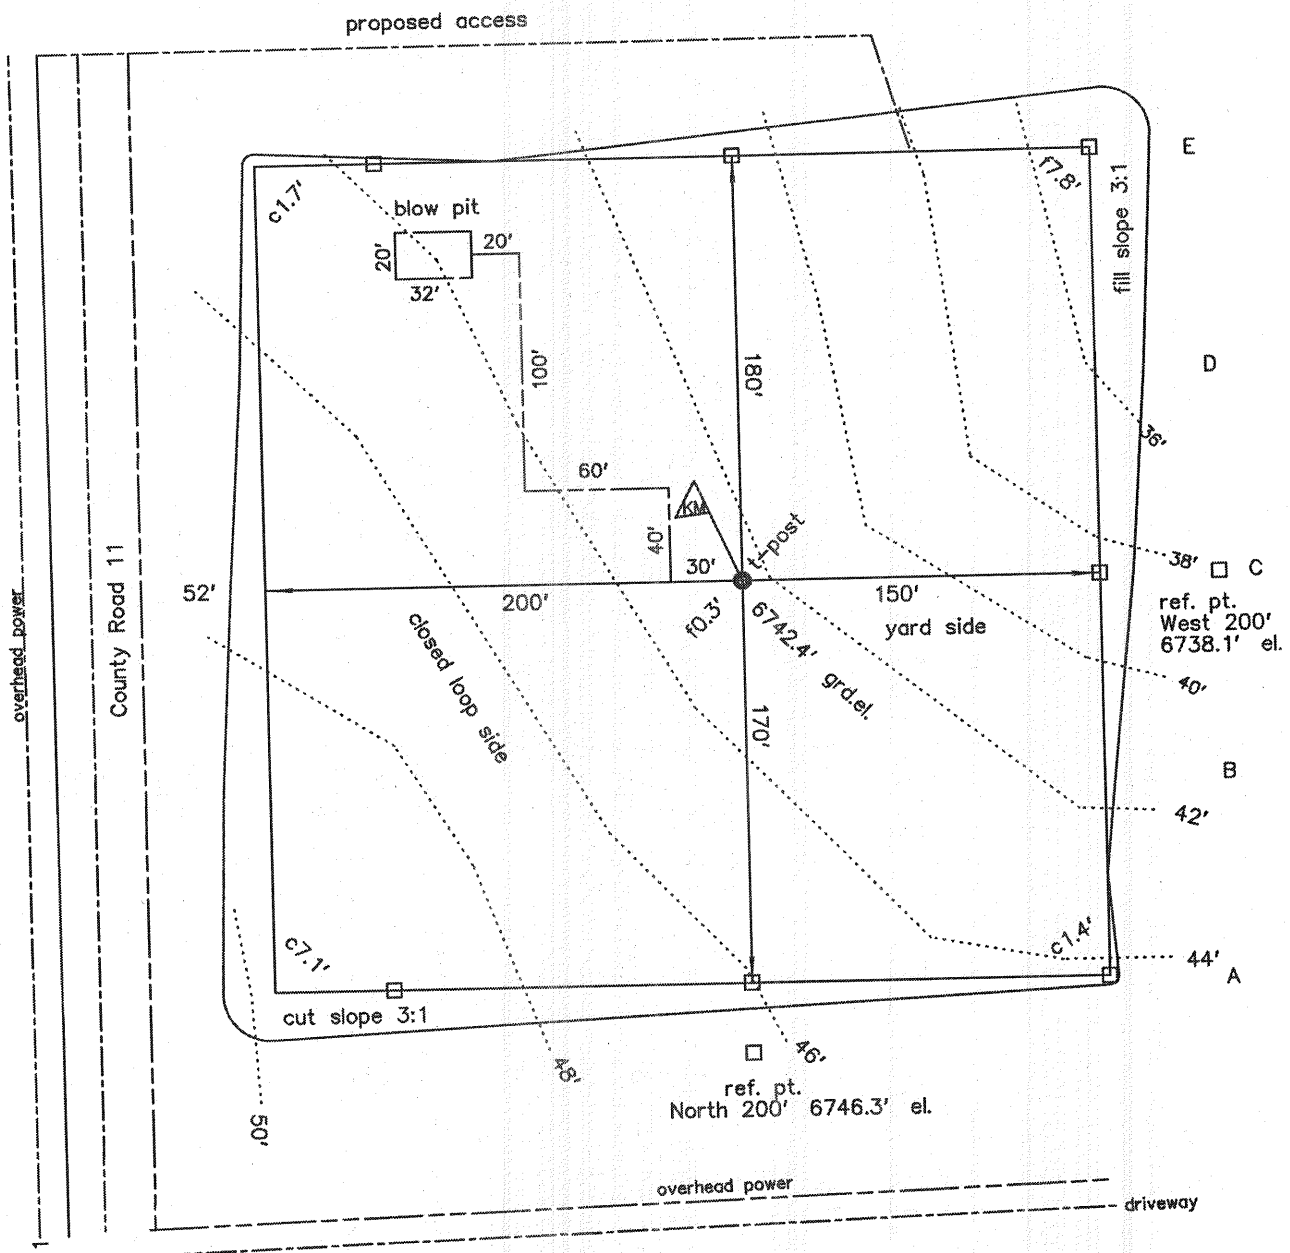 proposed access
E
c1.7'
f7.8'
fill slope 3:1
blow pit
20'
20'
32'
100'
180'
D
36'
60'
KM
40'
t-post
30'
38'
C
52'
200'
150'
ref. pt.
West 200'
6738.1' el.
f0.3'
6742.4' grd.el.
yard side
closed loop side
County Road 11
overhead power
40'
170'
B
42'
c1.4'
44'
A
c7.1'
cut slope 3:1
46'
48'
ref. pt.
North 200' 6746.3' el.
50'
overhead power
driveway
1